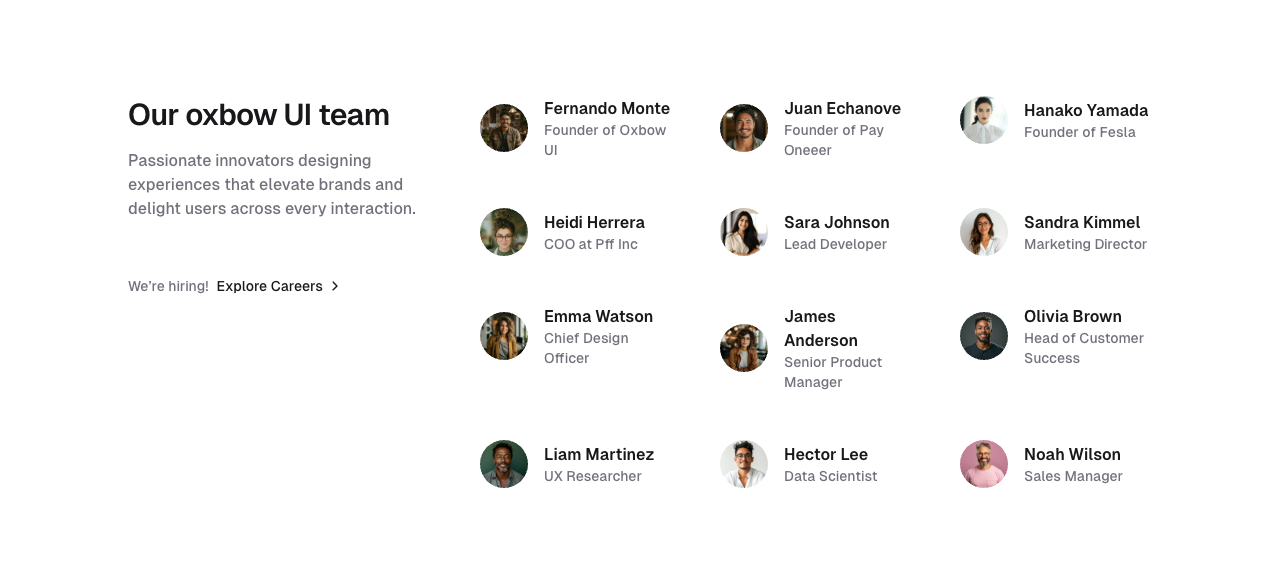 Our oxbow UI team
Passionate innovators designing
experiences that elevate brands and
delight users across every interaction.
We're hiring! Explore Careers
Fernando Monte
Founder of Oxbow
UI
Juan Echanove
Founder of Pay
Oneeer
Hanako Yamada
Founder of Fesla
Heidi Herrera
COO at Pff Inc
Sara Johnson
Lead Developer
Sandra Kimmel
Marketing Director
Emma Watson
Chief Design
Officer
James
Anderson
Senior Product
Manager
Olivia Brown
Head of Customer
Success
Liam Martinez
UX Researcher
Hector Lee
Data Scientist
Noah Wilson
Sales Manager